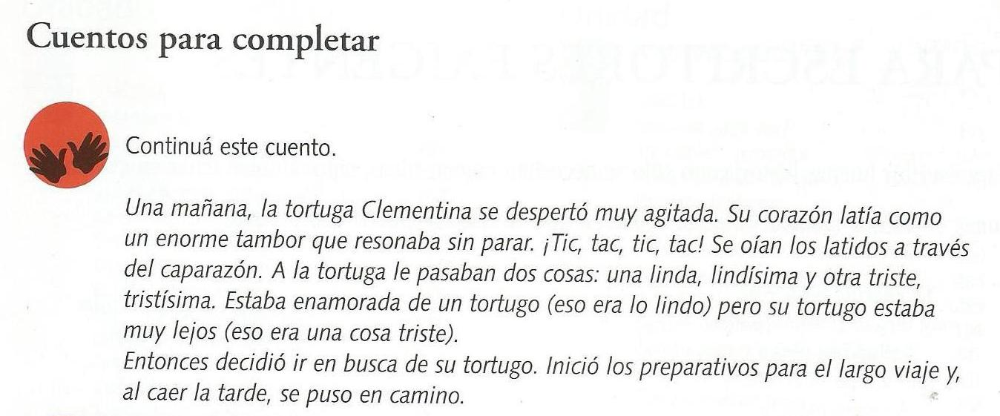 Cuentos para completar
Continuá este cuento.
Una mañana, la tortuga Clementina se despertó muy agitada. Su corazón latía como
un enorme tambor que resonaba sin parar. ¡Tic, tac, tic, tac! Se oían los latidos a través
del caparazón. A la tortuga le pasaban dos cosas: una linda, lindísima y otra triste,
tristísima. Estaba enamorada de un tortugo (eso era lo lindo) pero su tortugo estaba
muy lejos (eso era una cosa triste).
Entonces decidió ir en busca de su tortugo. Inició los preparativos para el largo viaje y,
al caer la tarde, se puso en camino.